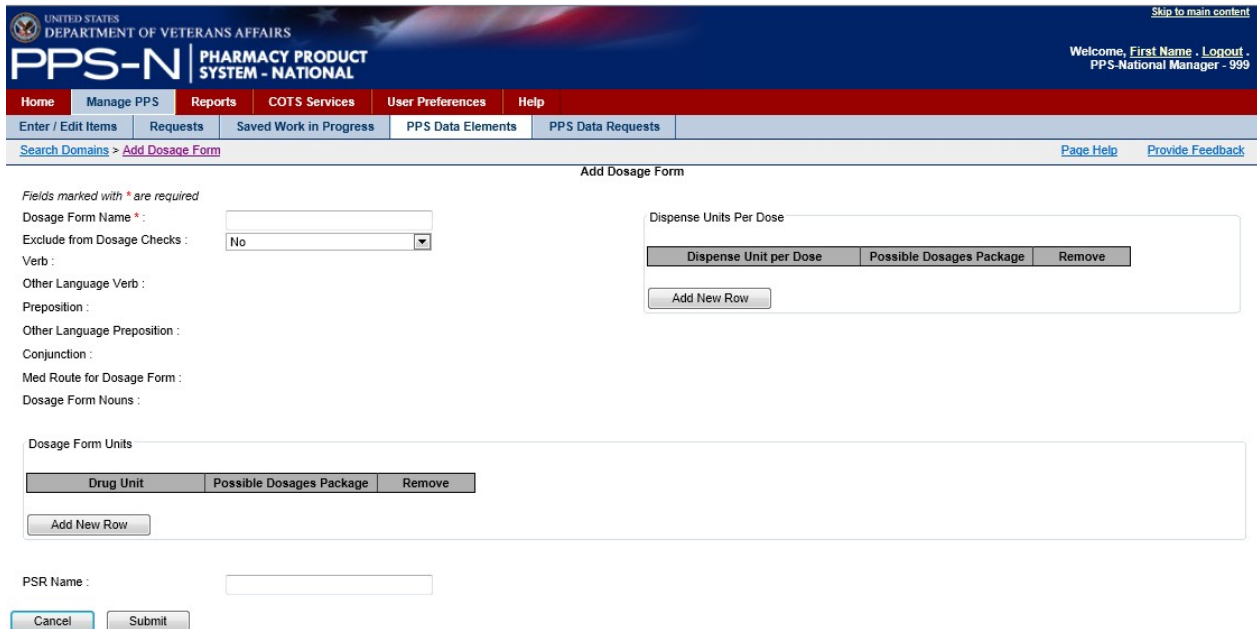 Skip to main content
UNITED STATES
DEPARTMENT OF VETERANS AFFAIRS
PPS-N PHARMACY PRODUCT
SYSTEM - NATIONAL
Welcome, First Name . Logout .
PPS-National Manager - 999
Home Manage PPS Reports COTS Services User Preferences Help
Enter / Edit Items Requests Saved Work in Progress PPS Data Elements PPS Data Requests
Search Domains > Add Dosage Form Page Help Provide Feedback
Add Dosage Form
Fields marked with * are required
Dosage Form Name * :
Exclude from Dosage Checks : No
Verb :
Other Language Verb :
Preposition :
Other Language Preposition :
Conjunction :
Med Route for Dosage Form :
Dosage Form Nouns :
Dispense Units Per Dose
Dispense Unit per Dose Possible Dosages Package Remove
Add New Row
Dosage Form Units
Drug Unit Possible Dosages Package Remove
Add New Row
PSR Name :
Cancel Submit